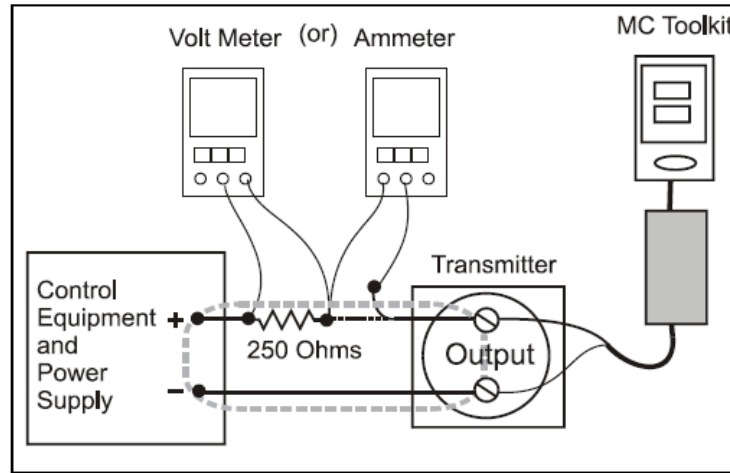 Volt Meter (or) Ammeter
MC Toolkit
Transmitter
Control
Equipment
and
Power
Supply
+
−
250 Ohms
Output